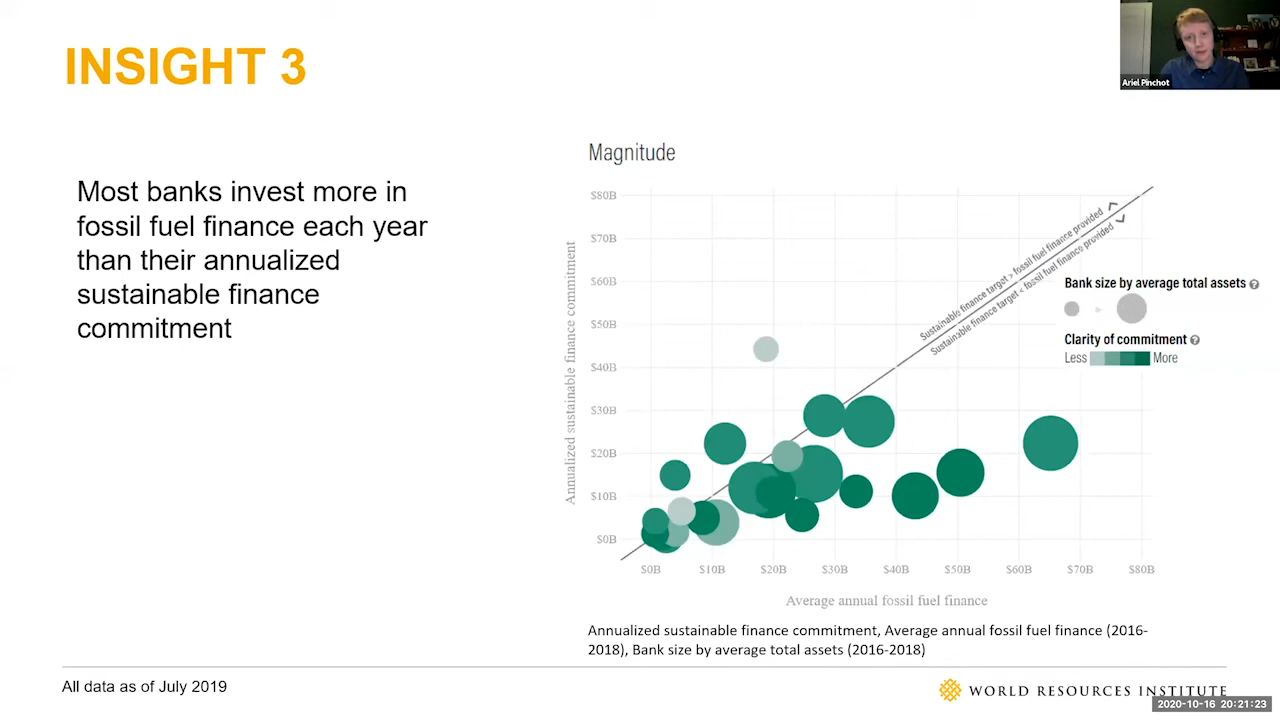 INSIGHT 3
Ariel Pinchot
Most banks invest more in
fossil fuel finance each year
than their annualized
sustainable finance
commitment
Magnitude
Annualized sustainable finance commitment
$80B
$70B
$60B
$50B
$40B
$30B
$20B
$10B
$0B
Sustainable finance target > fossil fuel finance provided
Sustainable finance target < fossil fuel finance provided
Bank size by average total assets ?
Clarity of commitment ?
Less More
$0B $10B $20B $30B $40B $50B $60B $70B $80B
Average annual fossil fuel finance
Annualized sustainable finance commitment, Average annual fossil fuel finance (2016-
2018), Bank size by average total assets (2016-2018)
All data as of July 2019
WORLD RESOURCES INSTITUTE
2020-10-16 20:21:23